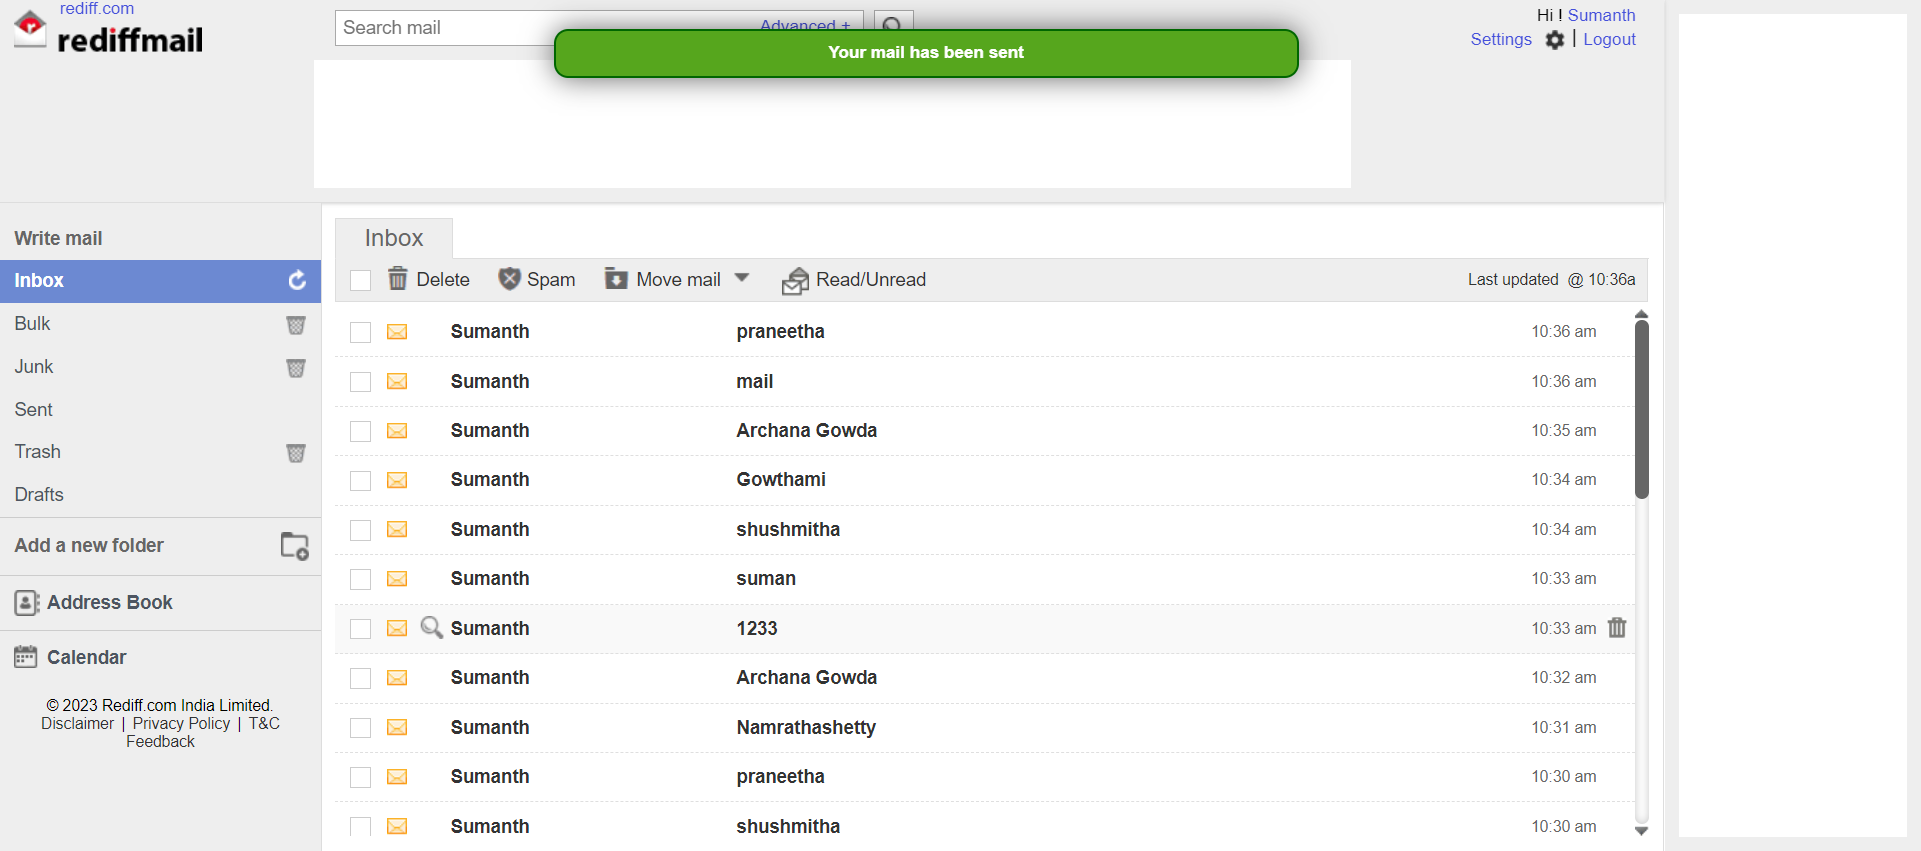 rediff.com
rediffmail
Search mail
Advanced +
Your mail has been sent
Hi ! Sumanth
Settings | Logout
Write mail
Inbox
Bulk
Junk
Sent
Trash
Drafts
Add a new folder
Address Book
Calendar
© 2023 Rediff.com India Limited.
Disclaimer | Privacy Policy | T&C
Feedback
Inbox
Delete Spam Move mail Read/Unread Last updated @ 10:36a
Sumanth praneetha 10:36 am
Sumanth mail 10:36 am
Sumanth Archana Gowda 10:35 am
Sumanth Gowthami 10:34 am
Sumanth shushmitha 10:34 am
Sumanth suman 10:33 am
Sumanth 1233 10:33 am
Sumanth Archana Gowda 10:32 am
Sumanth Namrathashetty 10:31 am
Sumanth praneetha 10:30 am
Sumanth shushmitha 10:30 am